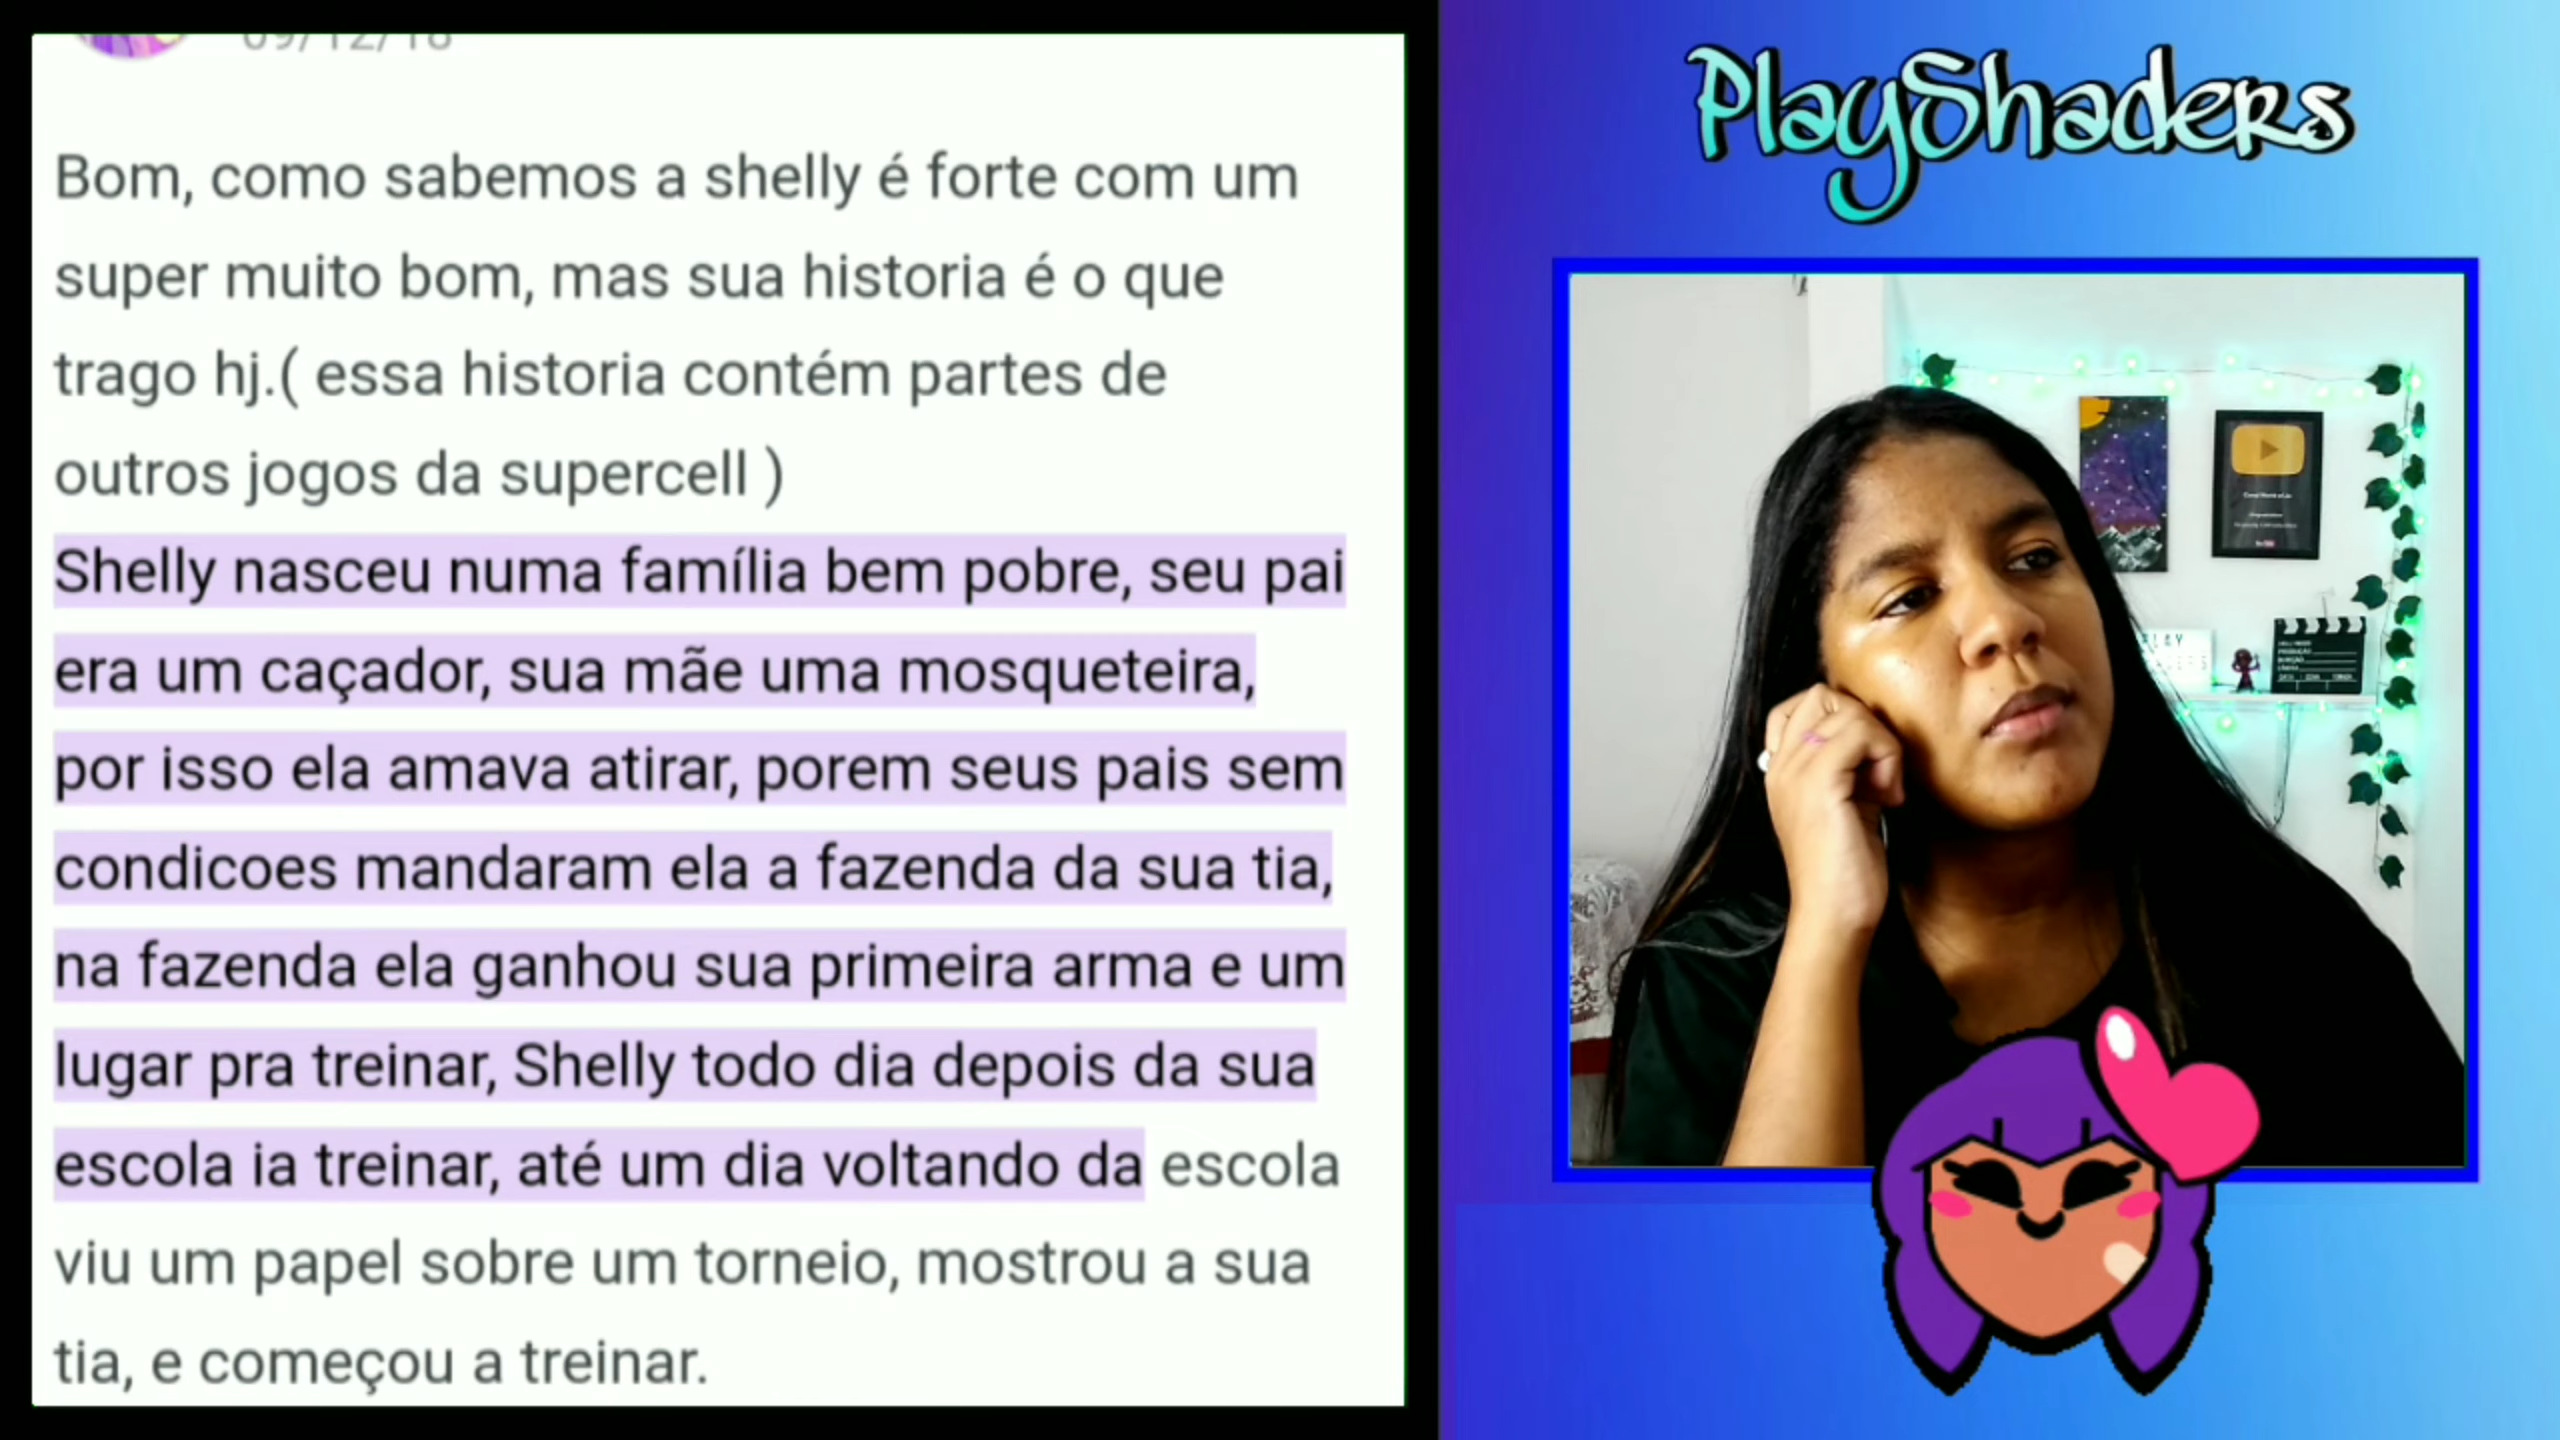 09/12/18
Bom, como sabemos a shelly é forte com um
super muito bom, mas sua historia é o que
trago hj.( essa historia contém partes de
outros jogos da supercell )
Shelly nasceu numa família bem pobre, seu pai
era um caçador, sua mãe uma mosqueteira,
por isso ela amava atirar, porem seus pais sem
condicoes mandaram ela a fazenda da sua tia,
na fazenda ela ganhou sua primeira arma e um
lugar pra treinar, Shelly todo dia depois da sua
escola ia treinar, até um dia voltando da escola
viu um papel sobre um torneio, mostrou a sua
tia, e começou a treinar.
PlayShaders